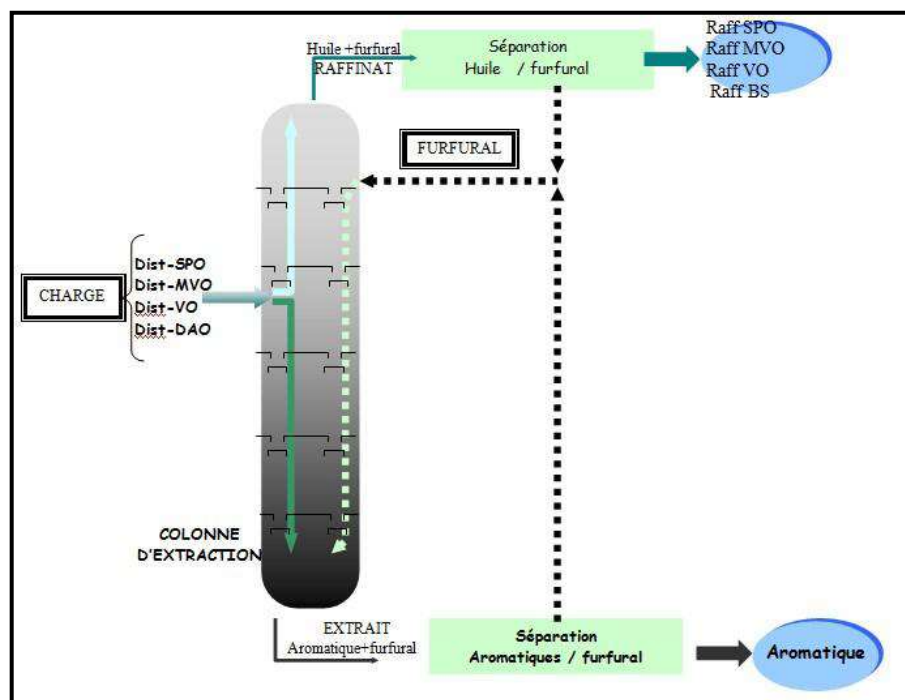 Huile +furfural
RAFFINAT
Séparation
Huile / furfural
Raff SPO
Raff MVO
Raff VO
Raff BS
FURFURAL
CHARGE
Dist-SPO
Dist-MVO
Dist-VO
Dist-DAO
COLONNE
D'EXTRACTION
EXTRAIT
Aromatique+furfural
Séparation
Aromatiques / furfural
Aromatique